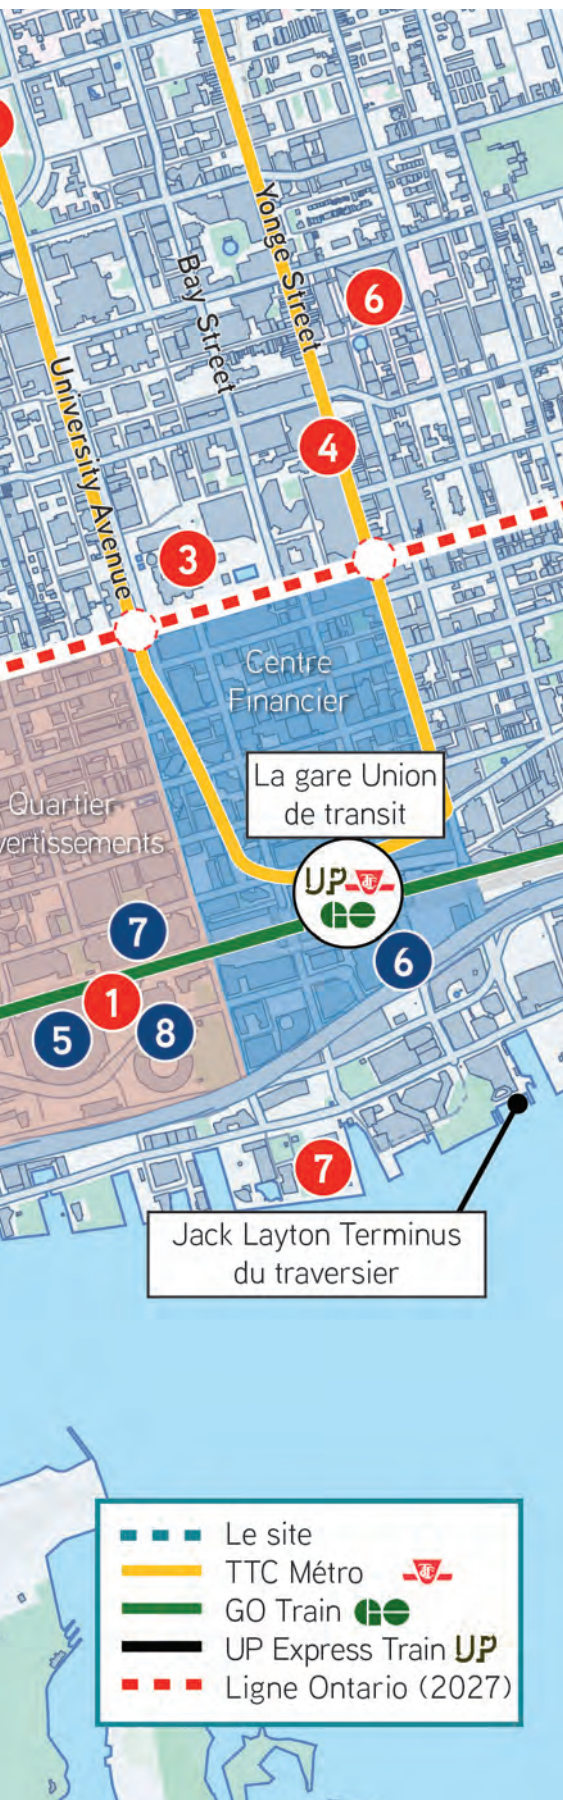 Yonge Street
Bay Street
6
University Avenue
4
3
Centre
Financier
La gare Union
de transit
Quartier
vertissements
UP
GO
7
6
1
5
8
7
Jack Layton Terminus
du traversier
Le site
TTC Métro
GO Train GO
UP Express Train UP
Ligne Ontario (2027)